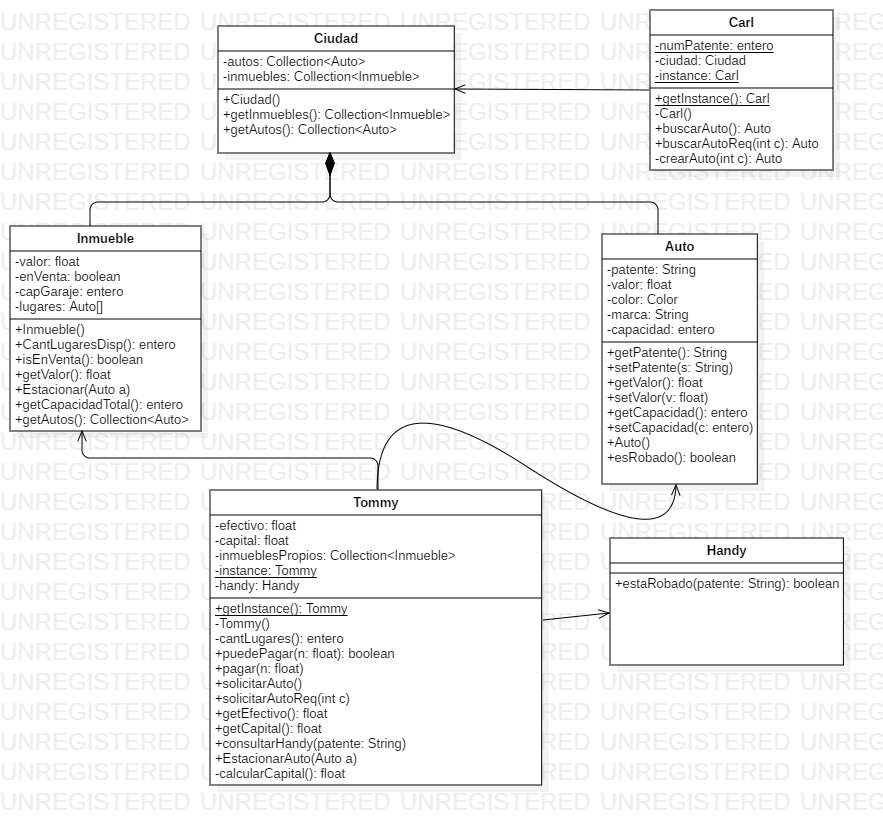 Ciudad
-autos: Collection<Auto>
-inmuebles: Collection<Inmueble>
+Ciudad()
+getInmuebles(): Collection<Inmueble>
+getAutos(): Collection<Auto>
Carl
-numPatente: entero
-ciudad: Ciudad
-instance: Carl
+getInstance(): Carl
-Carl()
+buscarAuto(): Auto
+buscarAutoReq(int c): Auto
-crearAuto(int c): Auto
Inmueble
-valor: float
-enVenta: boolean
-capGaraje: entero
-lugares: Auto[]
+Inmueble()
+CantLugaresDisp(): entero
+isEnVenta(): boolean
+getValor(): float
+Estacionar(Auto a)
+getCapacidadTotal(): entero
+getAutos(): Collection<Auto>
Auto
-patente: String
-valor: float
-color: Color
-marca: String
-capacidad: entero
+getPatente(): String
+setPatente(s: String)
+getValor(): float
+setValor(v: float)
+getCapacidad(): entero
+setCapacidad(c: entero)
+Auto()
+esRobado(): boolean
Tommy
-efectivo: float
-capital: float
-inmueblesPropios: Collection<Inmueble>
-instance: Tommy
-handy: Handy
+getInstance(): Tommy
-Tommy()
-cantLugares(): entero
+puedePagar(n: float): boolean
+pagar(n: float)
+solicitarAuto()
+solicitarAutoReq(int c)
+getEfectivo(): float
+getCapital(): float
+consultarHandy(patente: String)
+EstacionarAuto(Auto a)
-calcularCapital(): float
Handy
+estaRobado(patente: String): boolean
UNREGISTERED